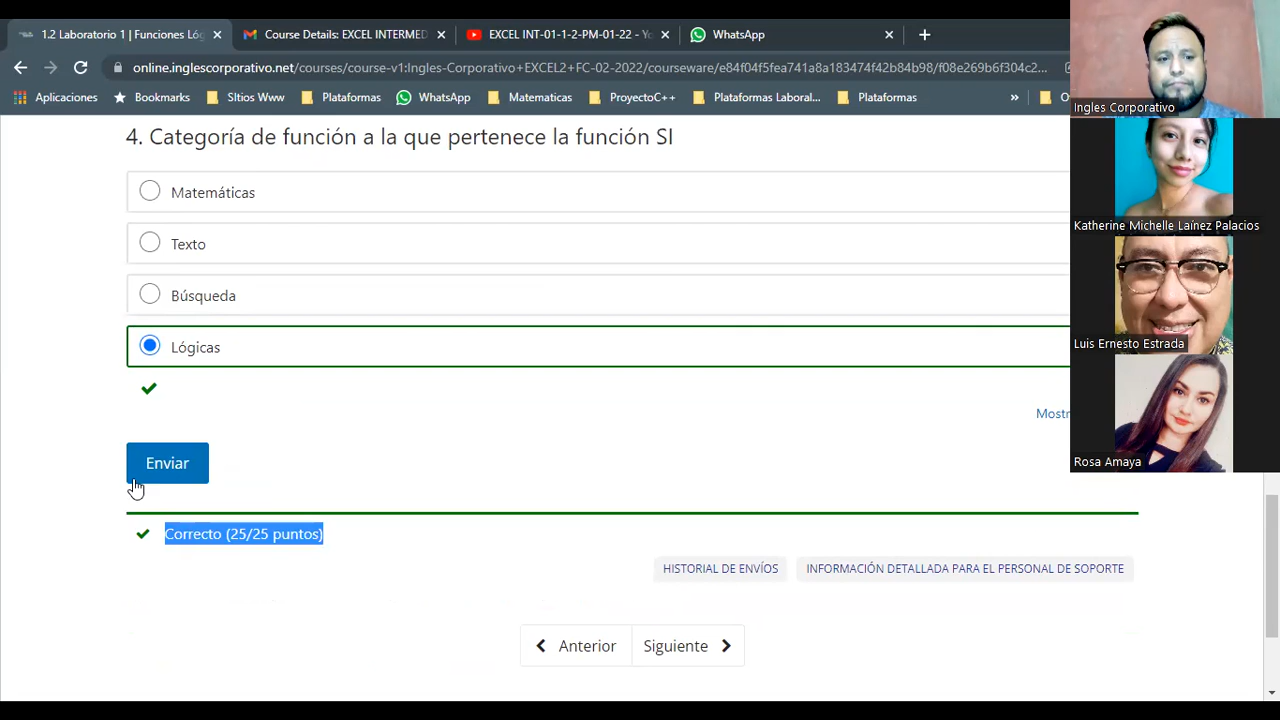 1.2 Laboratorio 1 | Funciones Lóg
Course Details: EXCEL INTERMED
EXCEL INT-01-1-2-PM-01-22 - Yo
WhatsApp
online.inglescorporativo.net/courses/course-v1:Ingles-Corporativo+EXCEL2+FC-02-2022/courseware/e84f04f5fea741a8a183474f42b84b98/f08e269b6f304c2...
Aplicaciones
Bookmarks
SItios Www
Plataformas
WhatsApp
Matematicas
ProyectoC++
Plataformas Laboral...
Plataformas
»
4. Categoría de función a la que pertenece la función SI
Matemáticas
Texto
Búsqueda
Lógicas
Mostr
Enviar
Correcto (25/25 puntos)
HISTORIAL DE ENVÍOS
INFORMACIÓN DETALLADA PARA EL PERSONAL DE SOPORTE
Anterior
Siguiente
Ingles Corporativo
Katherine Michelle Laínez Palacios
Luis Ernesto Estrada
Rosa Amaya